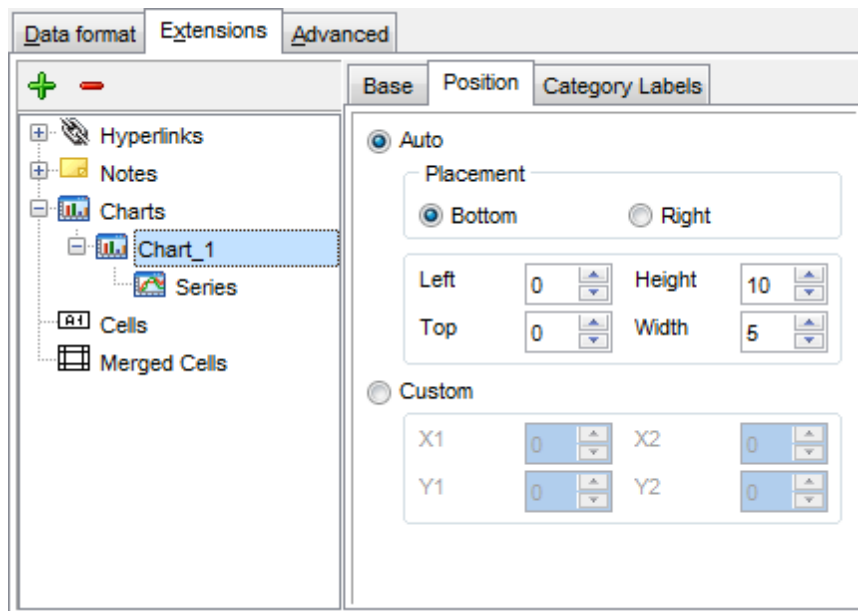 Data format Extensions Advanced
Base Position Category Labels
Hyperlinks
Notes
Charts
Chart_1
Series
A1 Cells
Merged Cells
Auto
Placement
Bottom Right
Left 0 Height 10
Top 0 Width 5
Custom
X1 0 X2 0
Y1 0 Y2 0